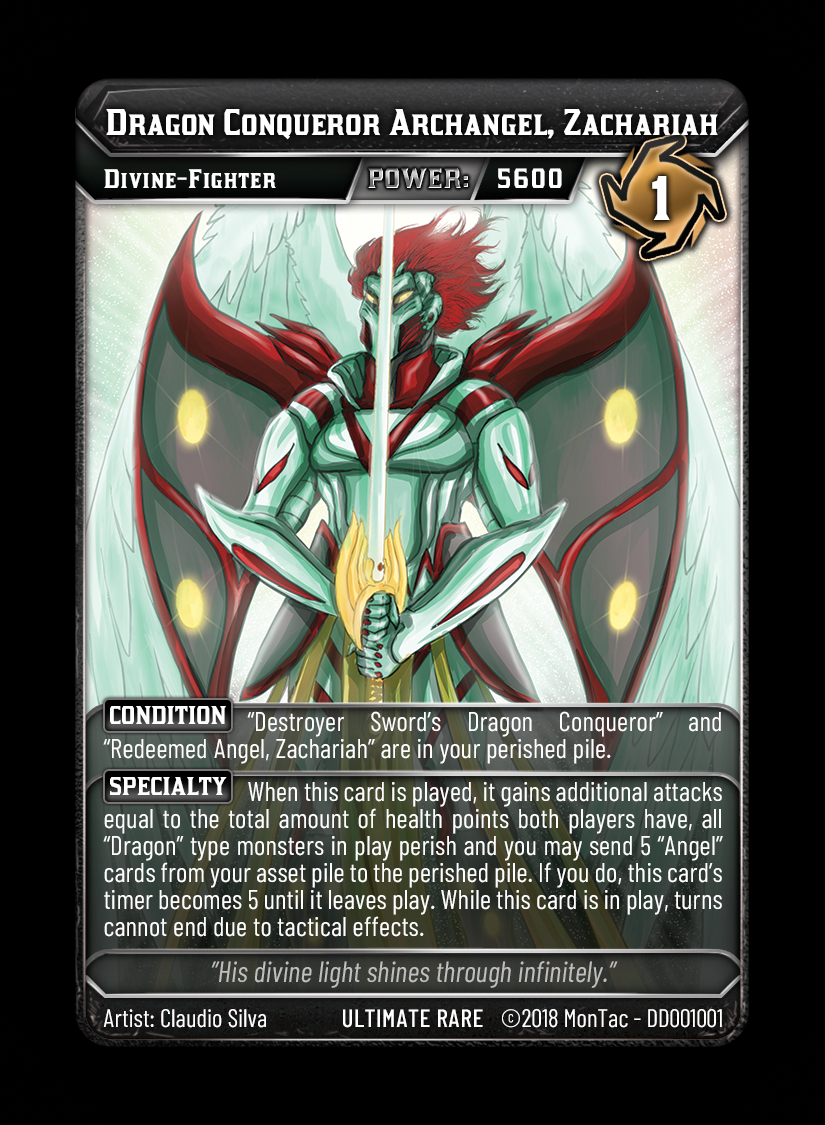 Dragon Conqueror Archangel, Zachariah
Divine-Fighter POWER: 5600
1
CONDITION "Destroyer Sword's Dragon Conqueror" and
"Redeemed Angel, Zachariah" are in your perished pile.
SPECIALTY When this card is played, it gains additional attacks
equal to the total amount of health points both players have, all
"Dragon" type monsters in play perish and you may send 5 "Angel"
cards from your asset pile to the perished pile. If you do, this card's
timer becomes 5 until it leaves play. While this card is in play, turns
cannot end due to tactical effects.
"His divine light shines through infinitely."
Artist: Claudio Silva ULTIMATE RARE ©2018 MonTac - DD001001